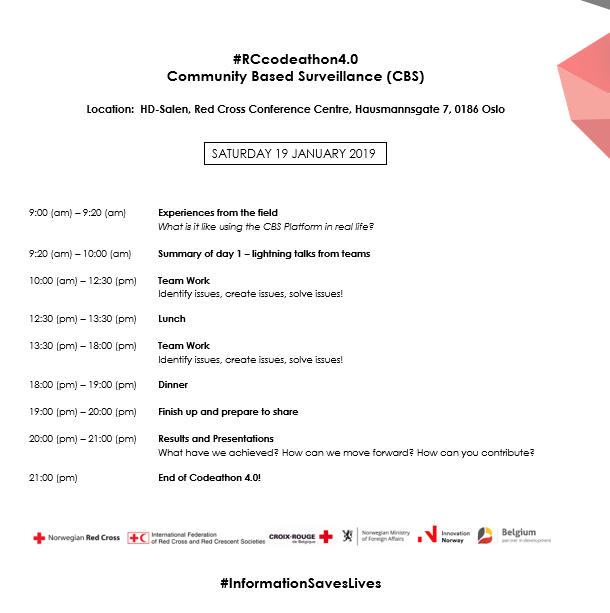 #RCcodeathon4.0
Community Based Surveillance (CBS)
Location: HD-Salen, Red Cross Conference Centre, Hausmannsgate 7, 0186 Oslo
SATURDAY 19 JANUARY 2019
9:00 (am) – 9:20 (am) Experiences from the field
What is it like using the CBS Platform in real life?
9:20 (am) – 10:00 (am) Summary of day 1 – lightning talks from teams
10:00 (am) – 12:30 (pm) Team Work
Identify issues, create issues, solve issues!
12:30 (pm) – 13:30 (pm) Lunch
13:30 (pm) – 18:00 (pm) Team Work
Identify issues, create issues, solve issues!
18:00 (pm) – 19:00 (pm) Dinner
19:00 (pm) – 20:00 (pm) Finish up and prepare to share
20:00 (pm) – 21:00 (pm) Results and Presentations
What have we achieved? How can we move forward? How can you contribute?
21:00 (pm) End of Codeathon 4.0!
Norwegian Red Cross
International Federation
of Red Cross and Red Crescent Societies
CROIX-ROUGE
de Belgique
Norwegian Ministry
of Foreign Affairs
Innovation
Norway
Belgium
partner in development
#InformationSavesLives